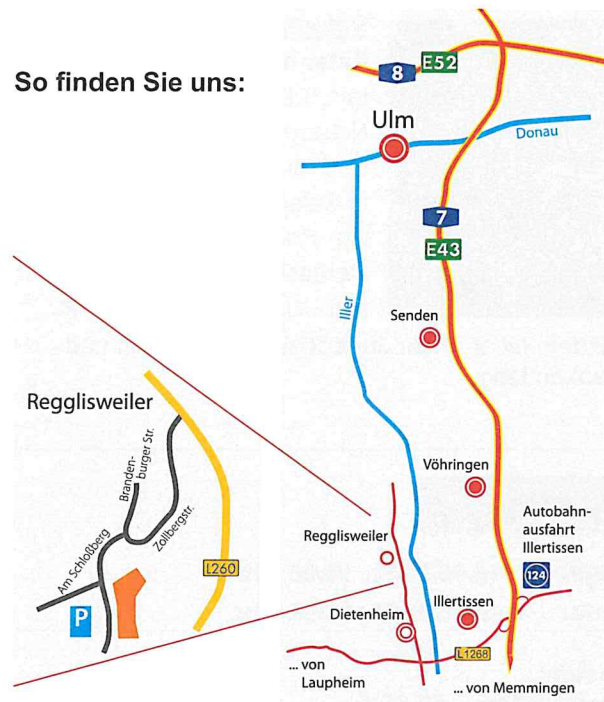 So finden Sie uns:
8
E52
Ulm
Donau
7
E43
Iller
Senden
Vöhringen
Autobahn-
ausfahrt
Illertissen
124
Regglisweiler
Dietenheim
Illertissen
L1268
... von
Laupheim
... von Memmingen
Regglisweiler
Branden-
burger Str.
Zollbergstr.
Am Schloßberg
L260
P